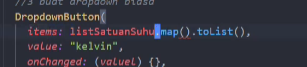 //3 buat dropdown biasa
DropdownButton(
items: listSatuanSuhu.map().toList(),
value: "kelvin",
onChanged: (value1) {},